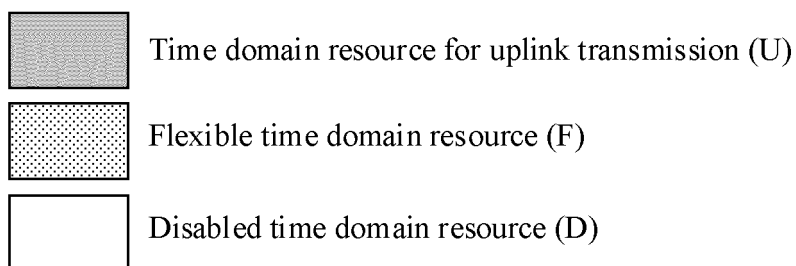 Time domain resource for uplink transmission (U)
Flexible time domain resource (F)
Disabled time domain resource (D)